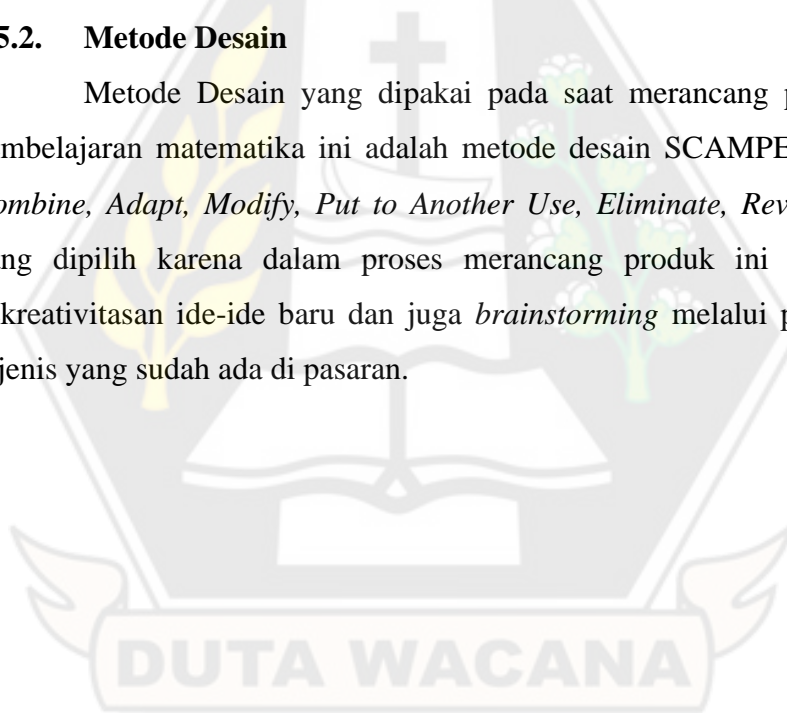 5.2. Metode Desain
Metode Desain yang dipakai pada saat merancang p
embelajaran matematika ini adalah metode desain SCAMPE
ombine, Adapt, Modify, Put to Another Use, Eliminate, Rev
ng dipilih karena dalam proses merancang produk ini
kreativitasan ide-ide baru dan juga brainstorming melalui p
jenis yang sudah ada di pasaran.
DUTA WACANA